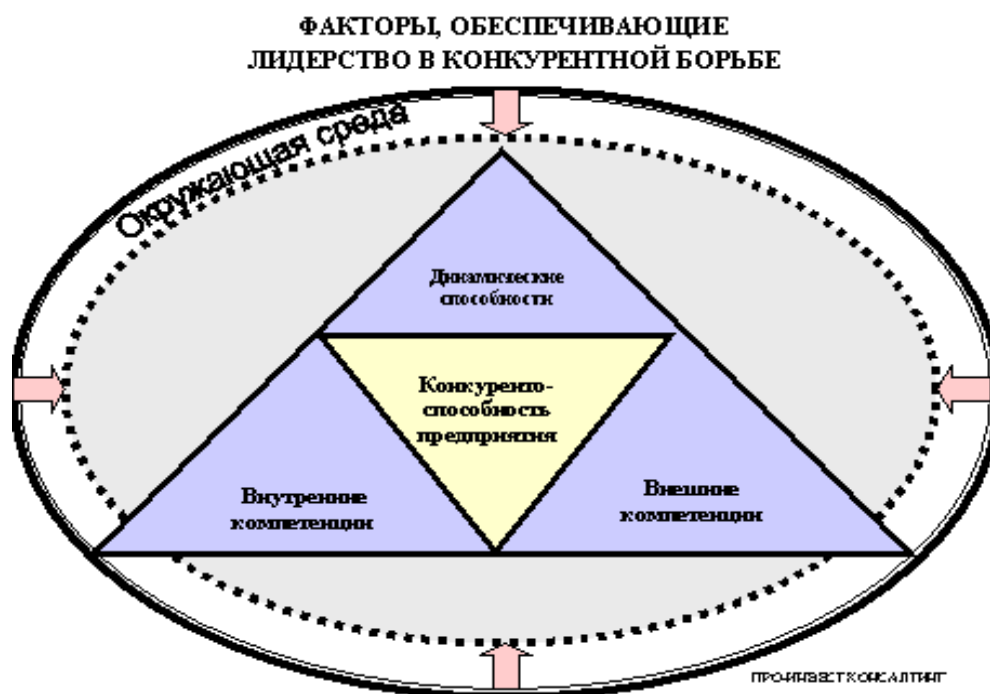 ФАКТОРЫ, ОБЕСПЕЧИВАЮЩИЕ
ЛИДЕРСТВО В КОНКУРЕНТНОЙ БОРЬБЕ
Окружающая среда
Динамические
способности
Конкуренто-
способность
предприятия
Внутренние
компетенции
Внешние
компетенции
ПРО-ИНВЕСТ КОНСАЛТИНГ